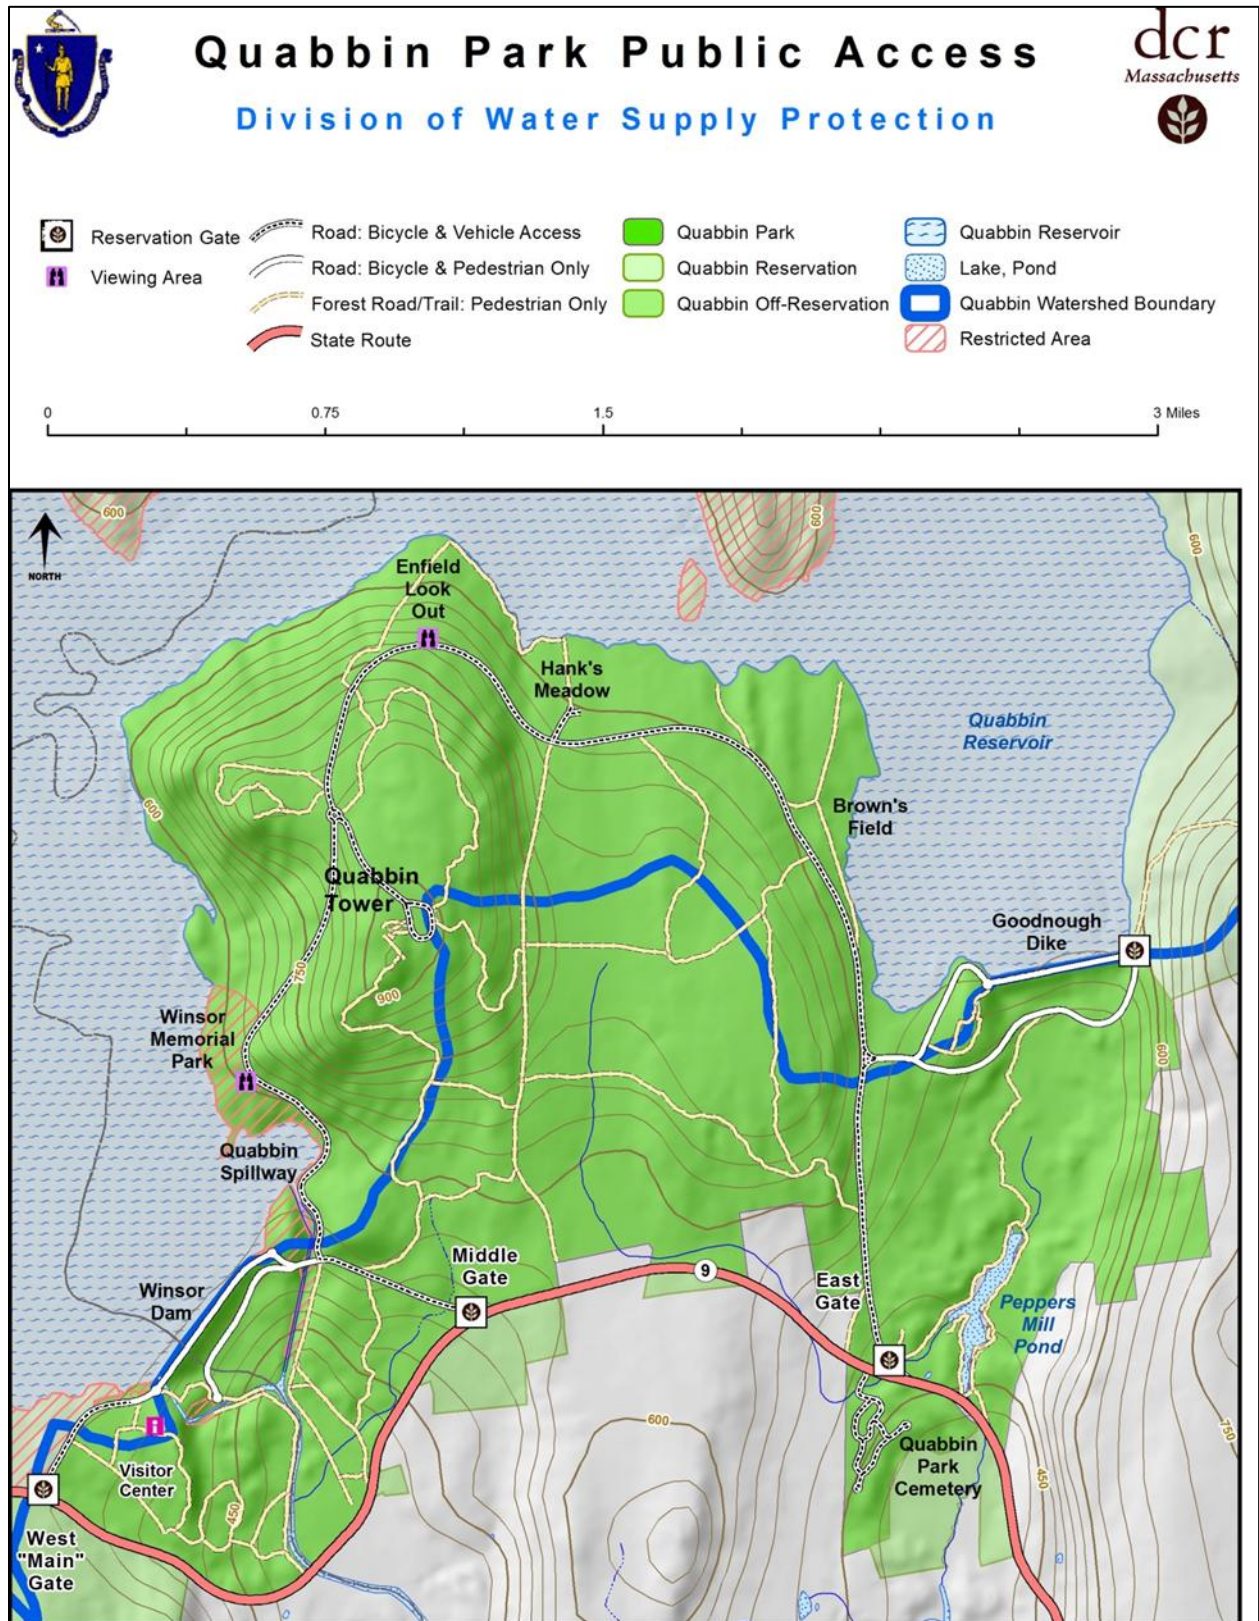 Quabbin Park Public Access
Division of Water Supply Protection
dcr
Massachusetts
Reservation Gate
Viewing Area
Road: Bicycle & Vehicle Access
Road: Bicycle & Pedestrian Only
Forest Road/Trail: Pedestrian Only
State Route
Quabbin Park
Quabbin Reservation
Quabbin Off-Reservation
Quabbin Reservoir
Lake, Pond
Quabbin Watershed Boundary
Restricted Area
0
0.75
1.5
3 Miles
600
600
600
NORTH
Enfield
Look
Out
Hank's
Meadow
Quabbin
Reservoir
600
Brown's
Field
Quabbin
Tower
Goodnough
Dike
750
900
Winsor
Memorial
Park
600
Quabbin
Spillway
Middle
Gate
9
East
Gate
Winsor
Dam
Peppers
Mill
Pond
600
750
Quabbin
Park
Cemetery
450
i
Visitor
Center
450
West
"Main"
Gate